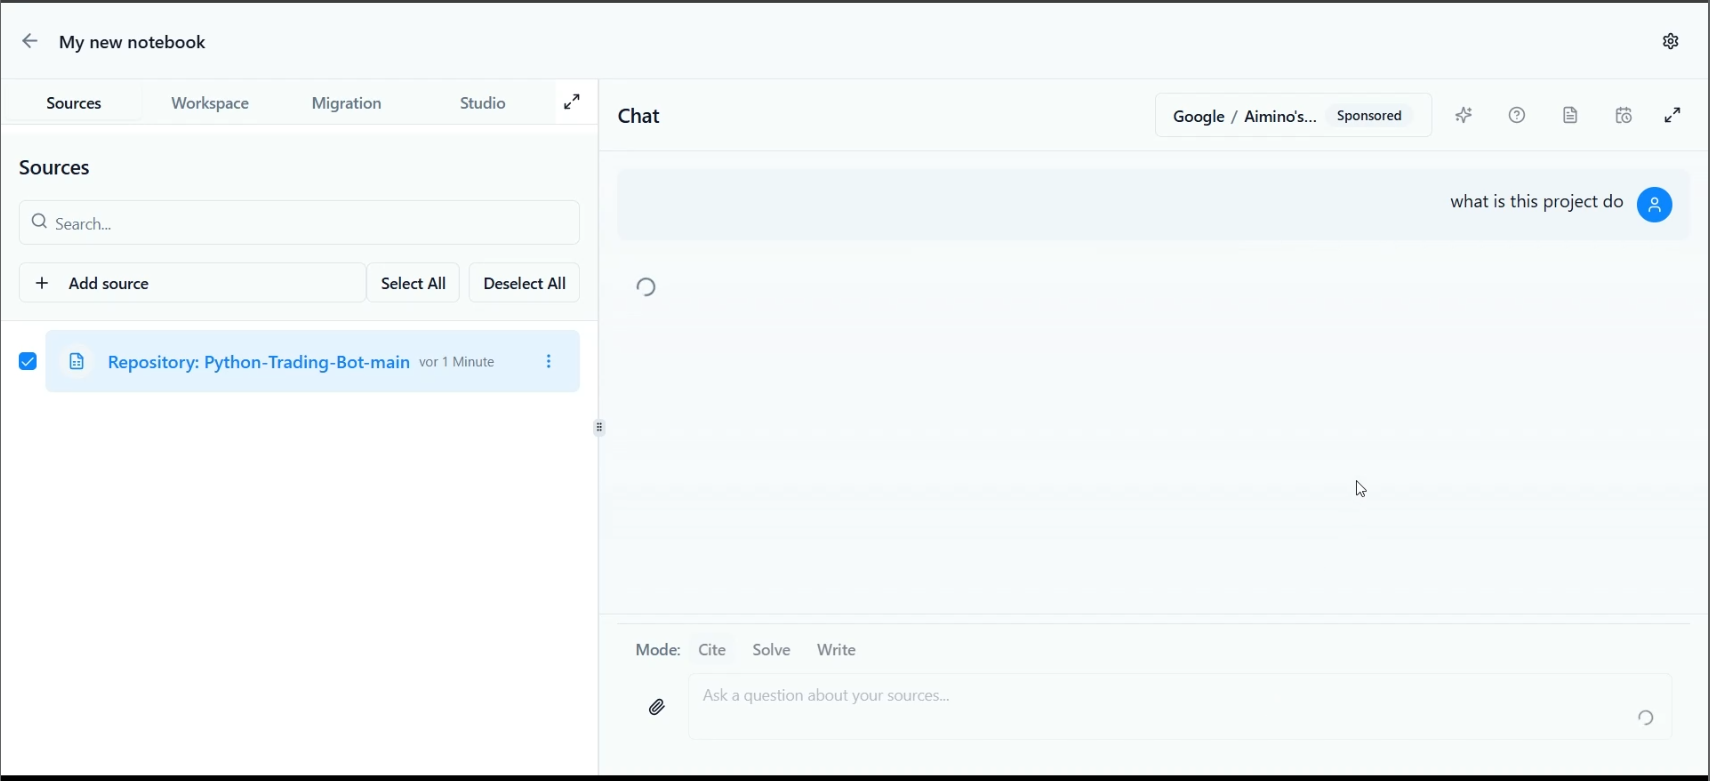 My new notebook
Sources Workspace Migration Studio
Chat
Google / Aimino's... Sponsored
Sources
Search...
Add source
Select All
Deselect All
Repository: Python-Trading-Bot-main vor 1 Minute
what is this project do
Mode: Cite Solve Write
Ask a question about your sources...